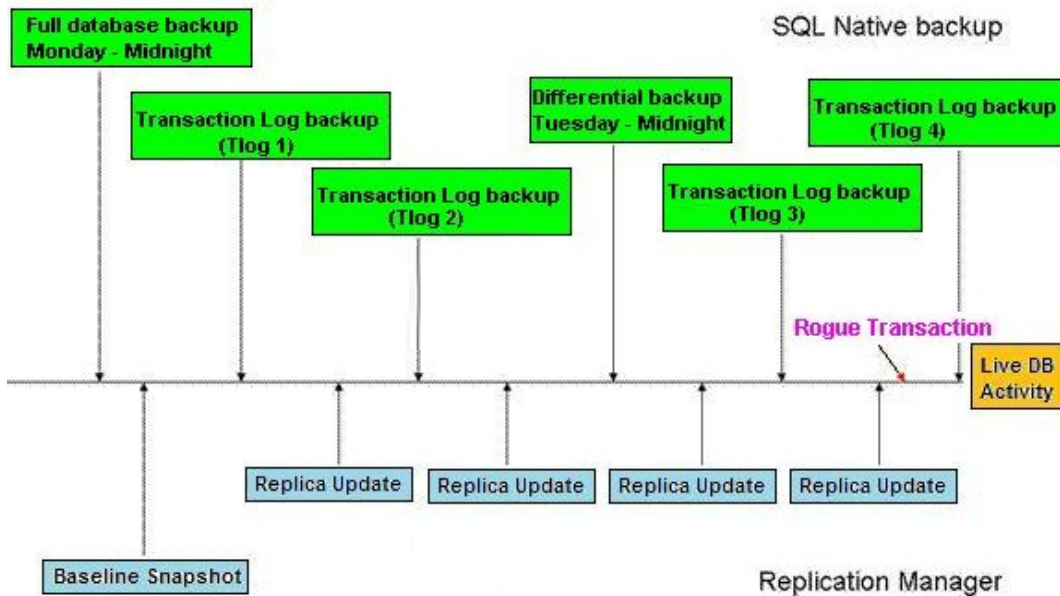 Full database backup
Monday - Midnight
SQL Native backup
Transaction Log backup
(Tlog 1)
Differential backup
Tuesday - Midnight
Transaction Log backup
(Tlog 4)
Transaction Log backup
(Tlog 2)
Transaction Log backup
(Tlog 3)
Rogue Transaction
Live DB
Activity
Replica Update
Replica Update
Replica Update
Replica Update
Baseline Snapshot
Replication Manager